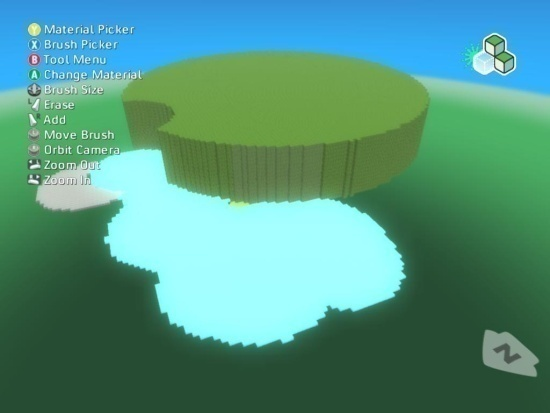 Y Material Picker
X Brush Picker
B Tool Menu
A Change Material
Brush Size
Erase
Add
Move Brush
Orbit Camera
Zoom Out
Zoom In
N